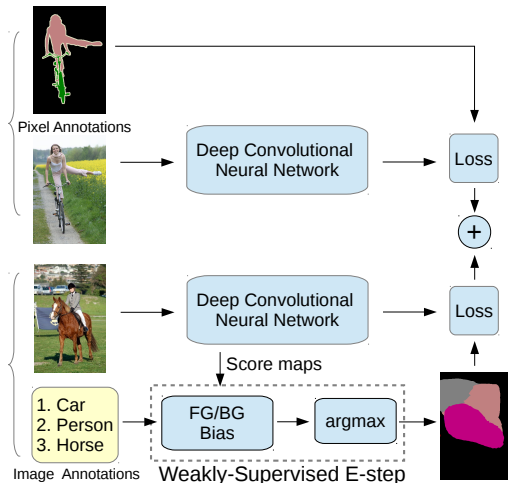 Pixel Annotations
Deep Convolutional
Neural Network
Loss
+
Deep Convolutional
Neural Network
Loss
Score maps
1. Car
2. Person
3. Horse
FG/BG
Bias
argmax
Image Annotations
Weakly-Supervised E-step